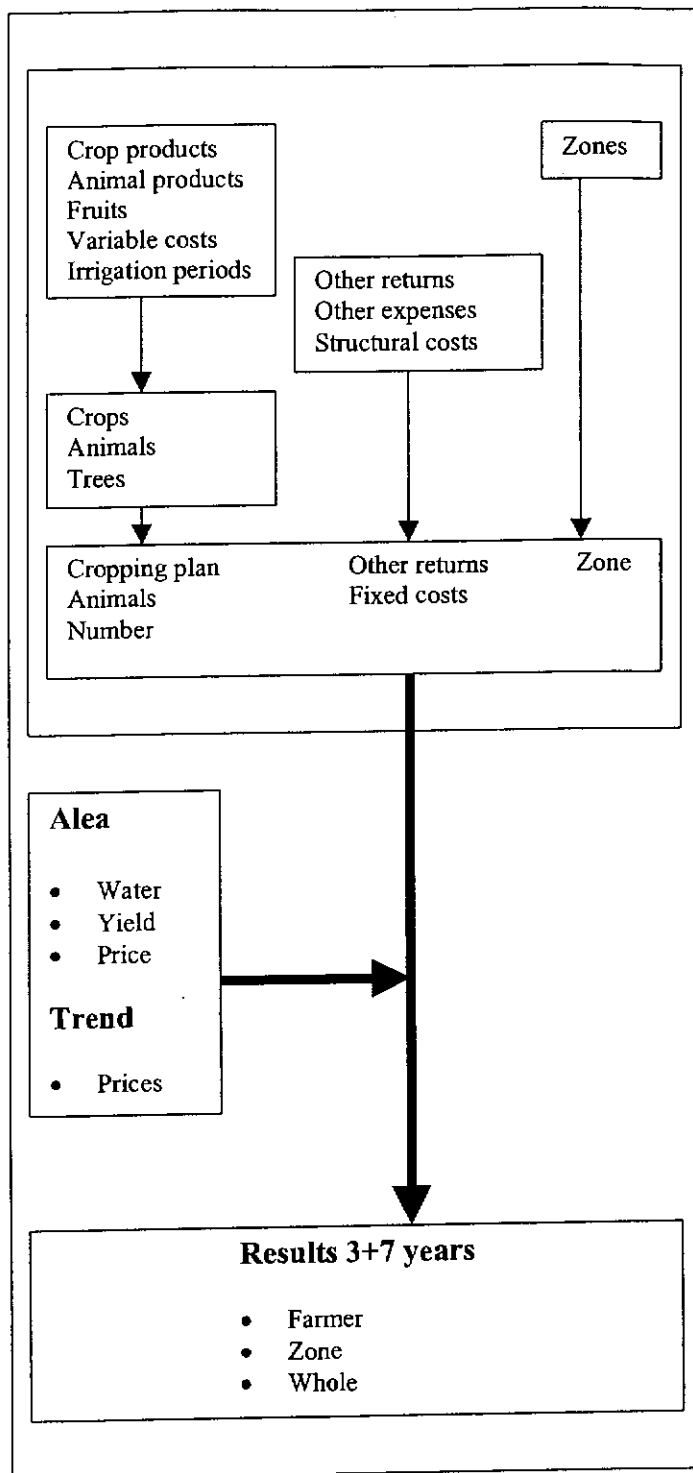 Crop products
Animal products
Fruits
Variable costs
Irrigation periods
Zones
Other returns
Other expenses
Structural costs
Crops
Animals
Trees
Cropping plan
Animals
Number
Other returns
Fixed costs
Zone
Alea
• Water
• Yield
• Price
Trend
• Prices
Results 3+7 years
• Farmer
• Zone
• Whole